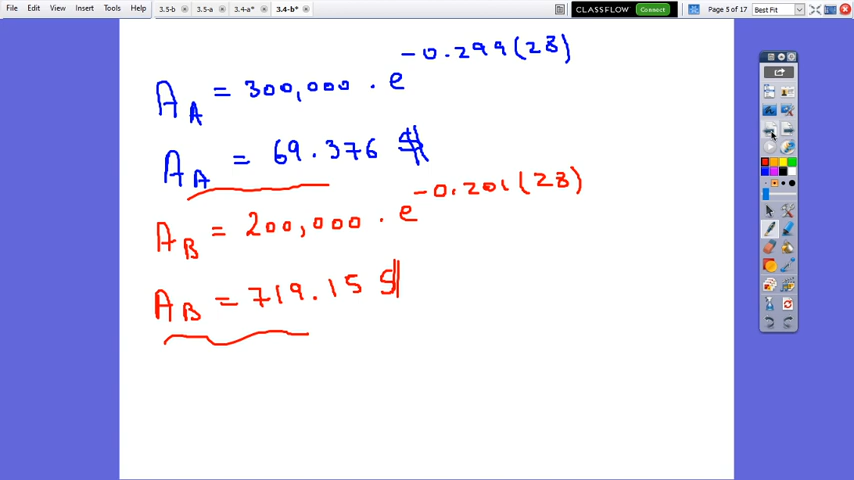 File Edit View Insert Tools Help 3.5-b 3.5-a 3.4-a* 3.4-b* CLASSFLOW Connect Page 5 of 17 Best Fit
A_A = 300,000 . e^-0.299(28)
A_A = 69.376 $
A_B = 200,000 . e^-0.201(28)
A_B = 719.15 $